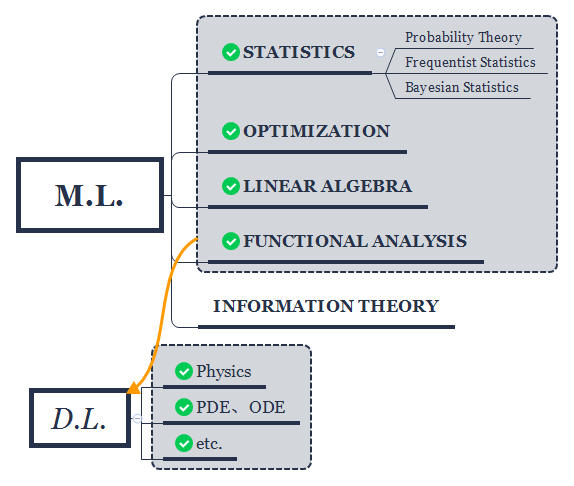 M.L.
STATISTICS
Probability Theory
Frequentist Statistics
Bayesian Statistics
OPTIMIZATION
LINEAR ALGEBRA
FUNCTIONAL ANALYSIS
INFORMATION THEORY
D.L.
Physics
PDE、ODE
etc.